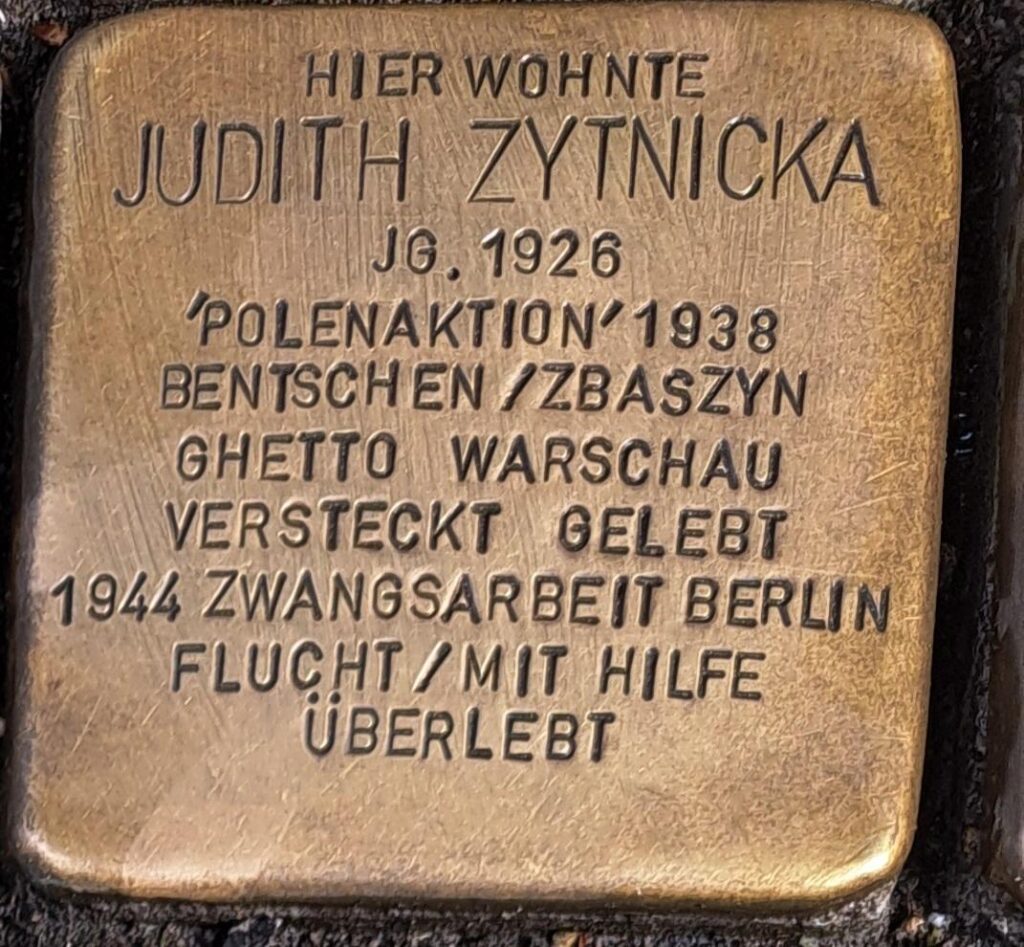 HIER WOHNTE
JUDITH ZYTNICKA
JG. 1926
'POLENAKTION' 1938
BENTSCHEN / ZBASZYN
GHETTO WARSCHAU
VERSTECKT GELEBT
1944 ZWANGSARBEIT BERLIN
FLUCHT / MIT HILFE
ÜBERLEBT